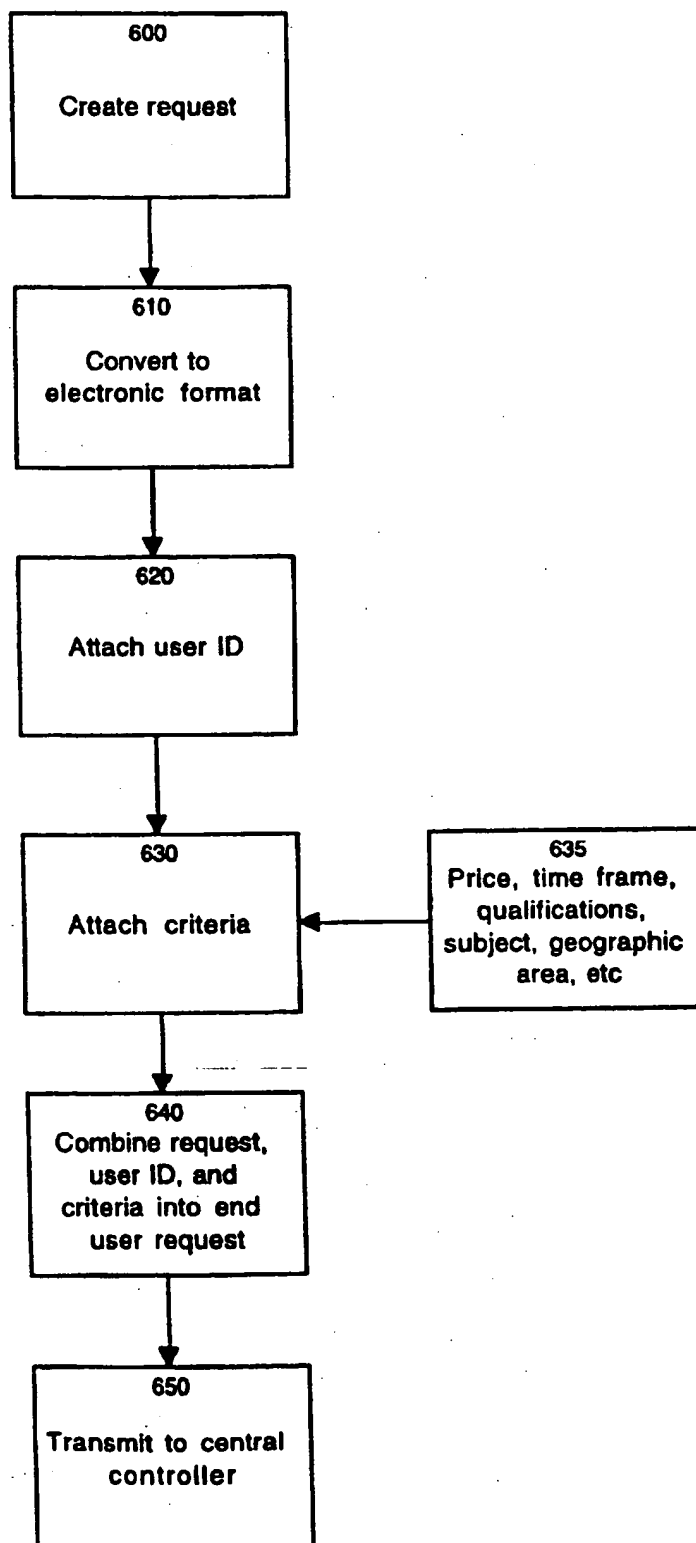 600
Create request
610
Convert to
electronic format
620
Attach user ID
630
Attach criteria
635
Price, time frame,
qualifications,
subject, geographic
area, etc
640
Combine request,
user ID, and
criteria into end
user request
650
Transmit to central
controller